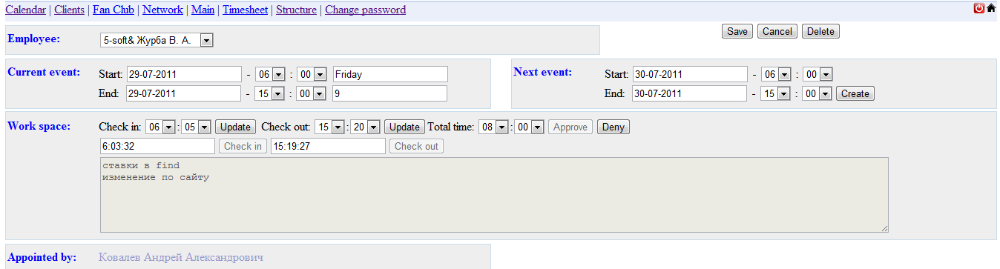 Calendar | Clients | Fan Club | Network | Main | Timesheet | Structure | Change password
Employee: 5-soft& Журба В. А. Save Cancel Delete
Current event: Start: 29-07-2011 - 06 : 00 Friday
End: 29-07-2011 - 15 : 00 9
Next event: Start: 30-07-2011 - 06 : 00
End: 30-07-2011 - 15 : 00 Create
Work space: Check in: 06 : 05 Update Check out: 15 : 20 Update Total time: 08 : 00 Approve Deny
6:03:32 Check in 15:19:27 Check out
ставки в find
изменение по сайту
Appointed by: Ковалев Андрей Александрович